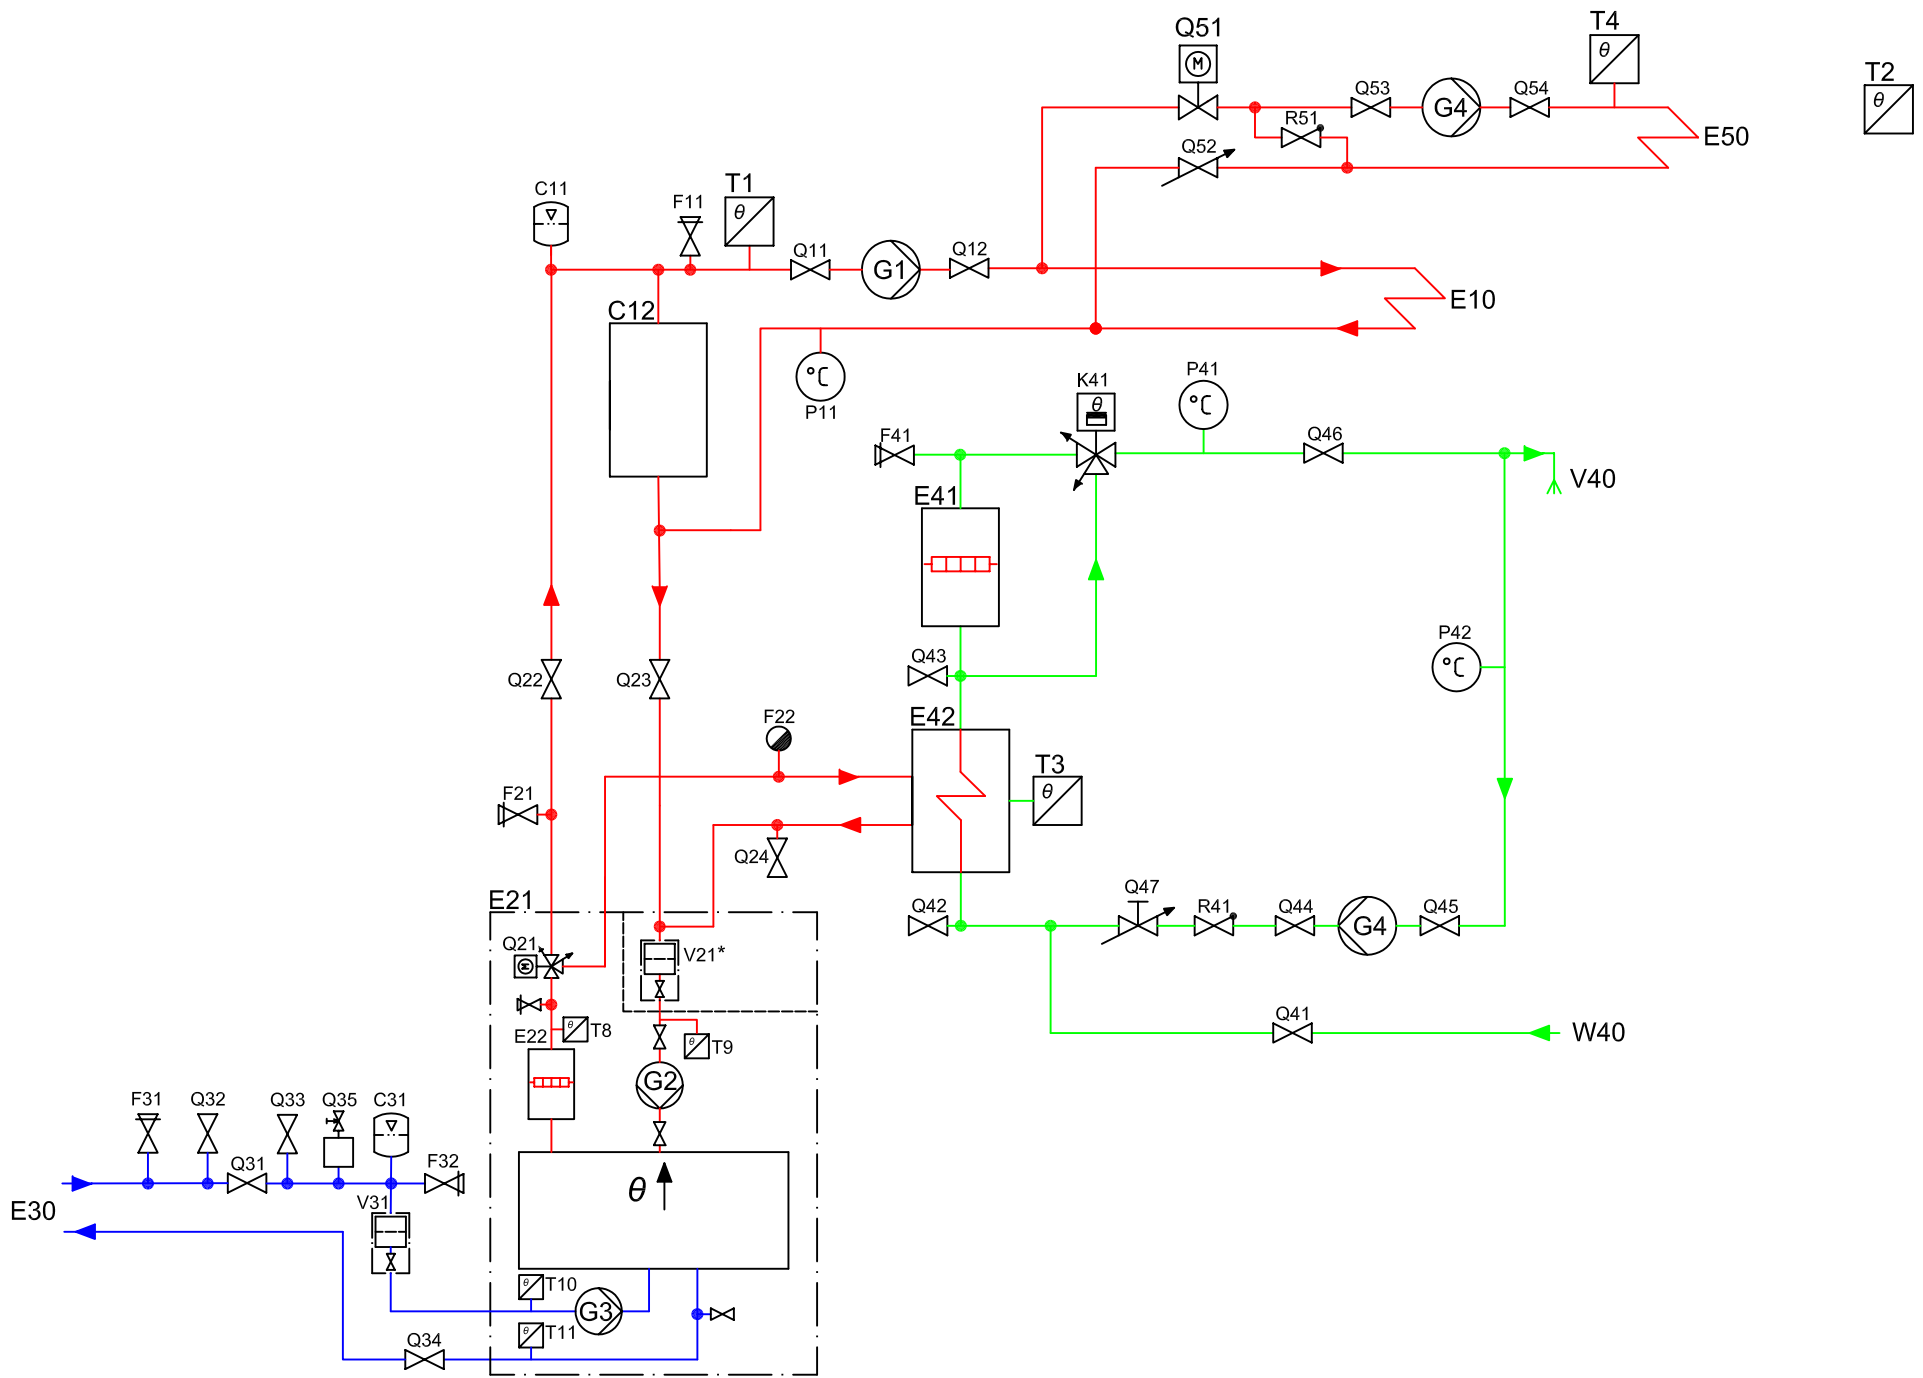 Q51
T4
M
θ
T2
θ
Q53
G4
Q54
R51
E50
Q52
T1
θ
C11
F11
Q11
G1
Q12
E10
C12
°C
P11
K41
θ
P41
°C
F41
Q46
V40
E41
P42
°C
Q43
Q22
Q23
F22
E42
T3
θ
F21
Q24
E21
Q42
Q47
R41
Q44
G4
Q45
Q21
M
V21*
θ
T8
E22
θ
T9
Q41
W40
G2
F31
Q32
Q33
Q35
C31
Q31
F32
θ
E30
V31
θ
T10
G3
θ
T11
Q34